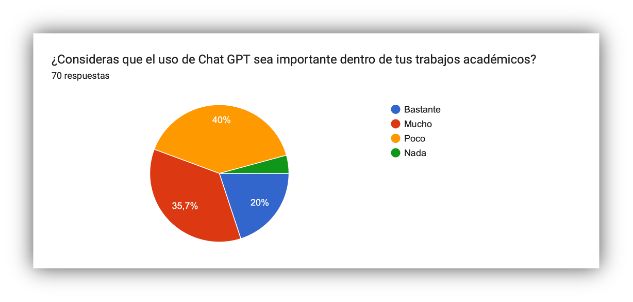 ¿Consideras que el uso de Chat GPT sea importante dentro de tus trabajos académicos?
70 respuestas
40%
35,7%
20%
Bastante
Mucho
Poco
Nada